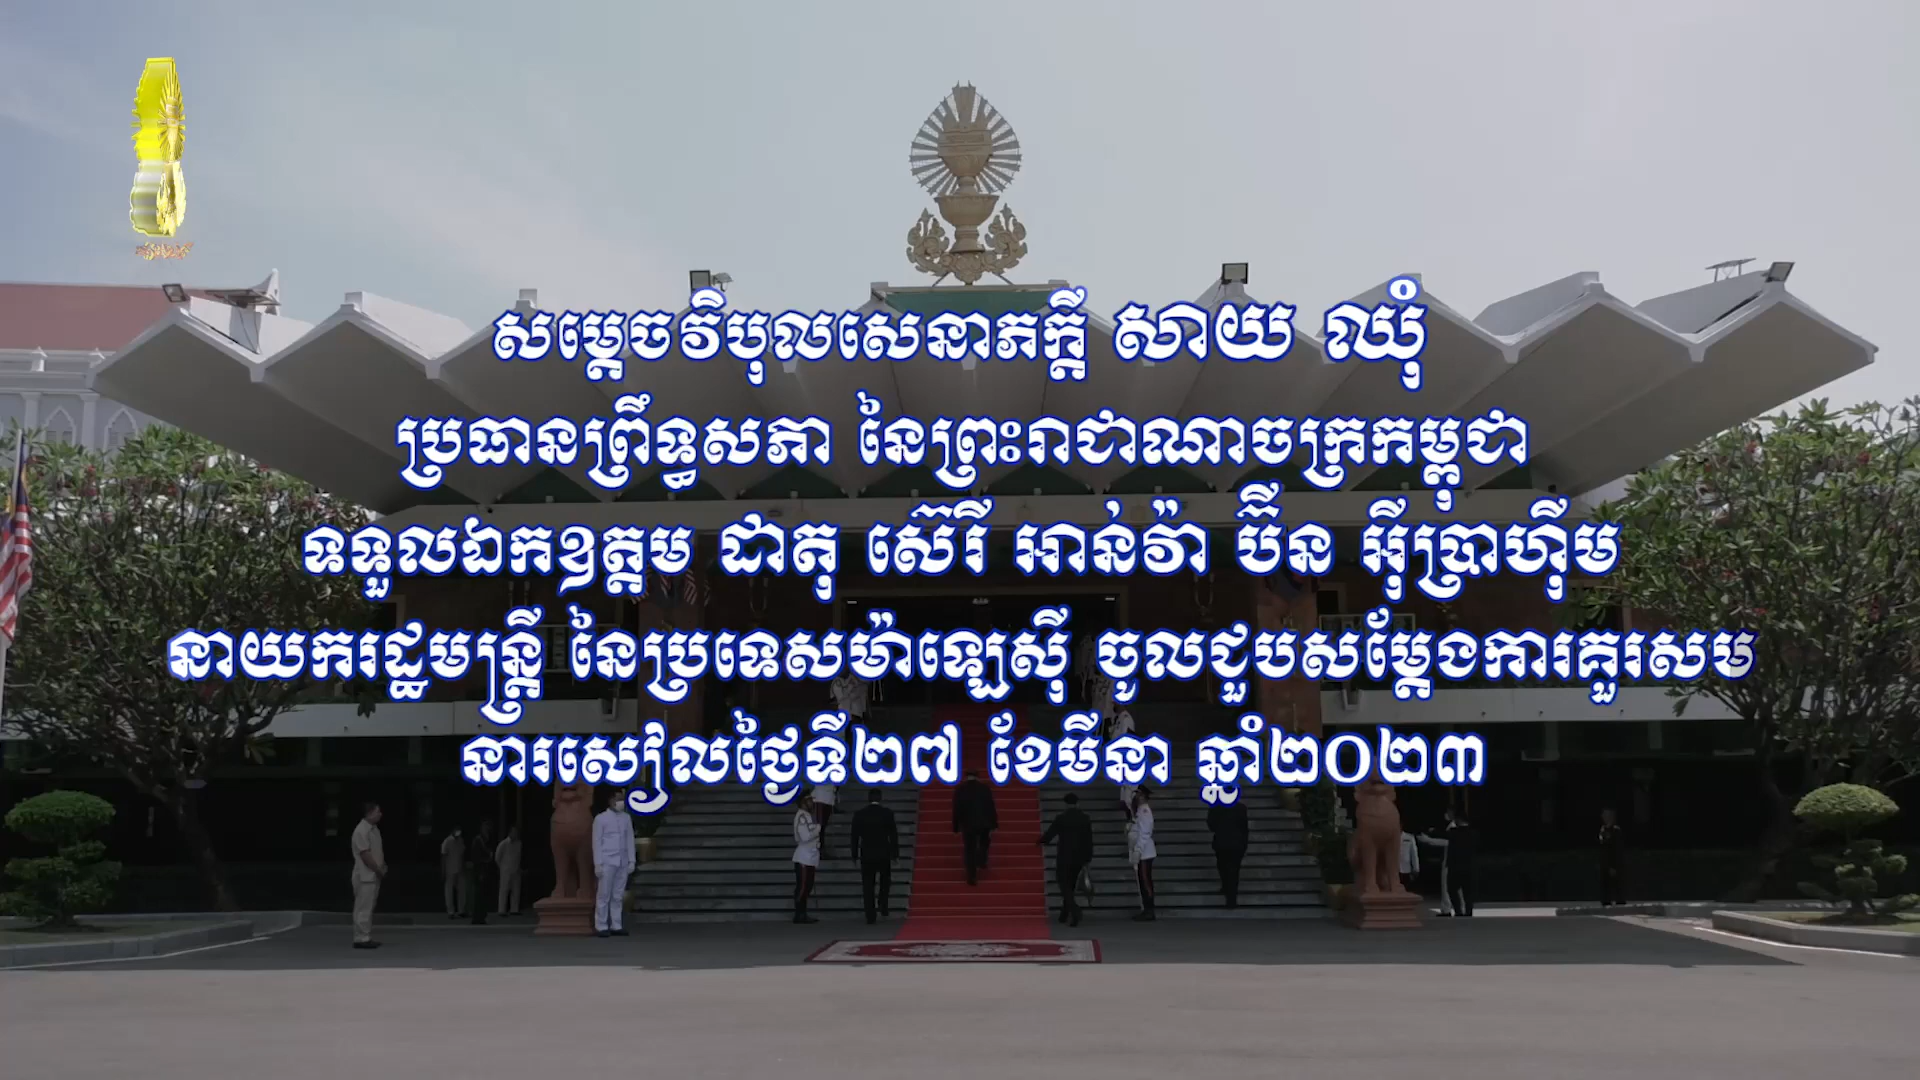 សម្តេចវិបុលសេនាភក្តី សាយ ឈុំ
ប្រធានព្រឹទ្ធសភា នៃព្រះរាជាណាចក្រកម្ពុជា
ទទួលឯកឧត្តម ដាតុ ស៊េរី អាន់វ៉ា ប៊ីន អ៊ីប្រាហ៊ីម
នាយករដ្ឋមន្ត្រី នៃប្រទេសម៉ាឡេស៊ី ចូលជួបសម្តែងការគួរសម
នារសៀលថ្ងៃទី២៧ ខែមីនា ឆ្នាំ២០២៣